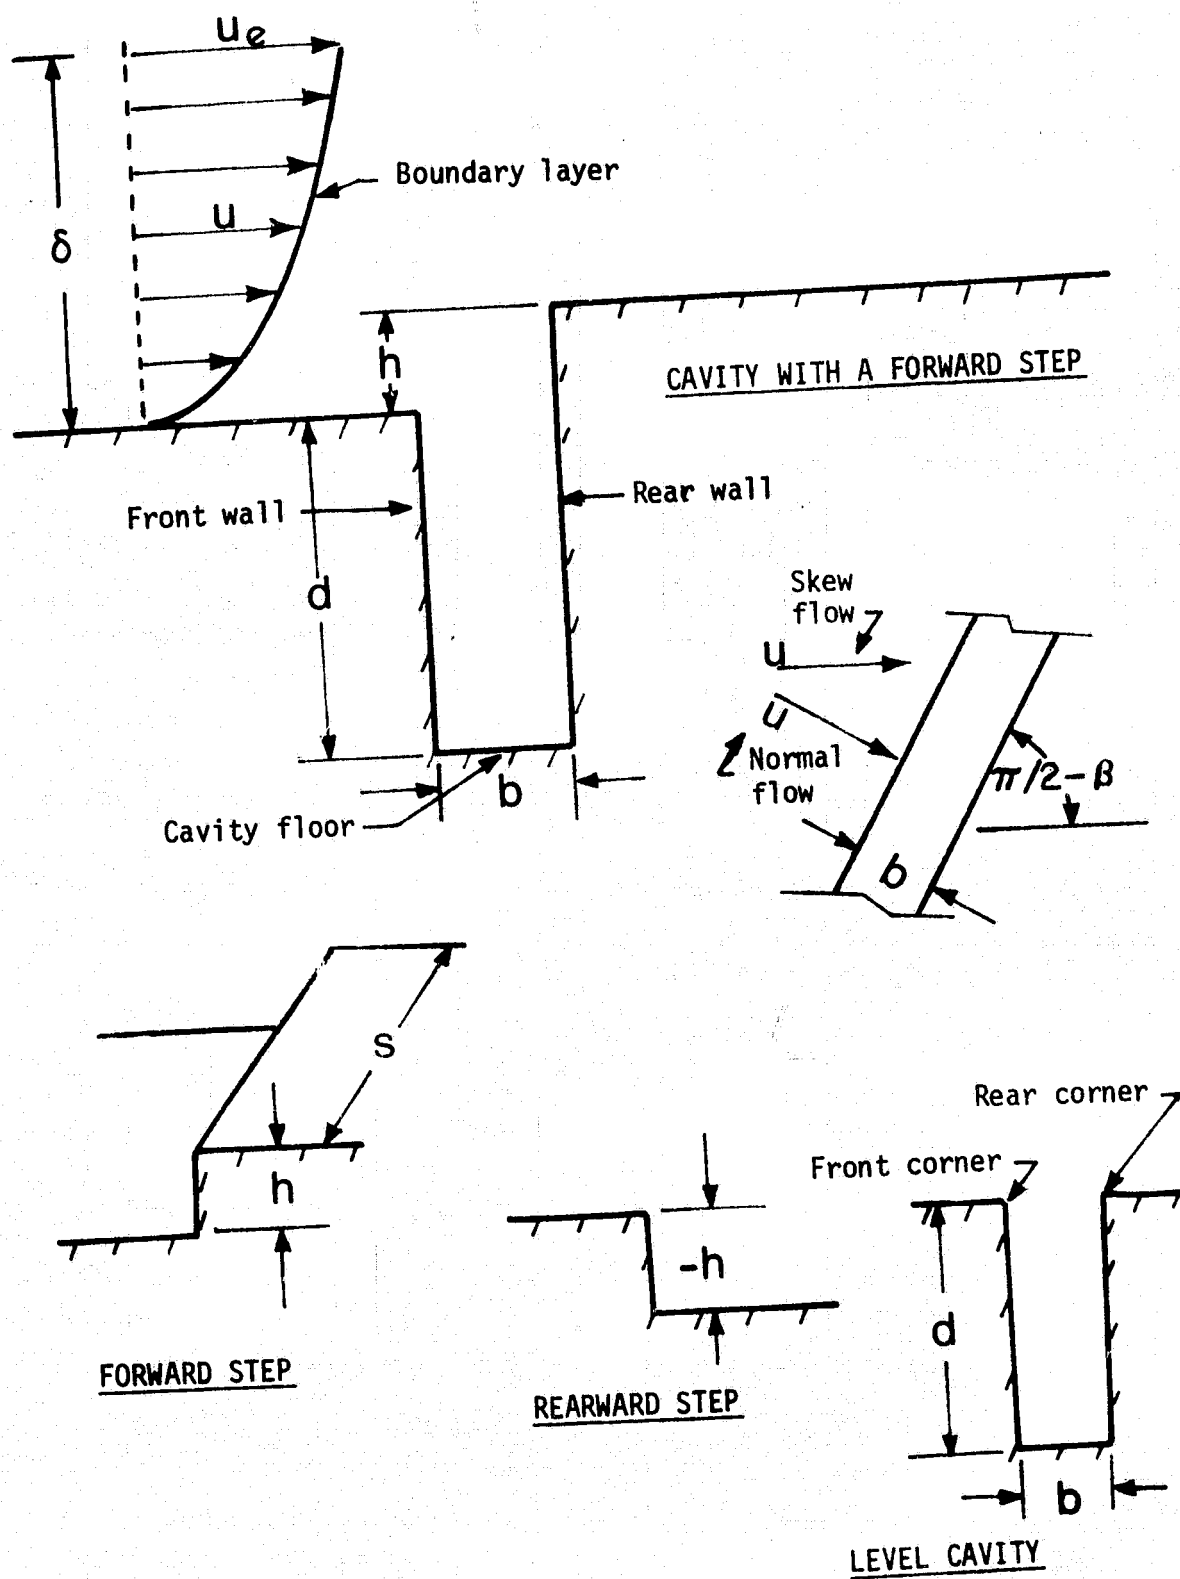 u_e
Boundary layer
u
δ
h
CAVITY WITH A FORWARD STEP
Rear wall
Front wall
d
Skew
flow
u
u
Normal
flow
π/2-β
b
Cavity floor
b
S
h
FORWARD STEP
-h
REARWARD STEP
Rear corner
Front corner
d
b
LEVEL CAVITY